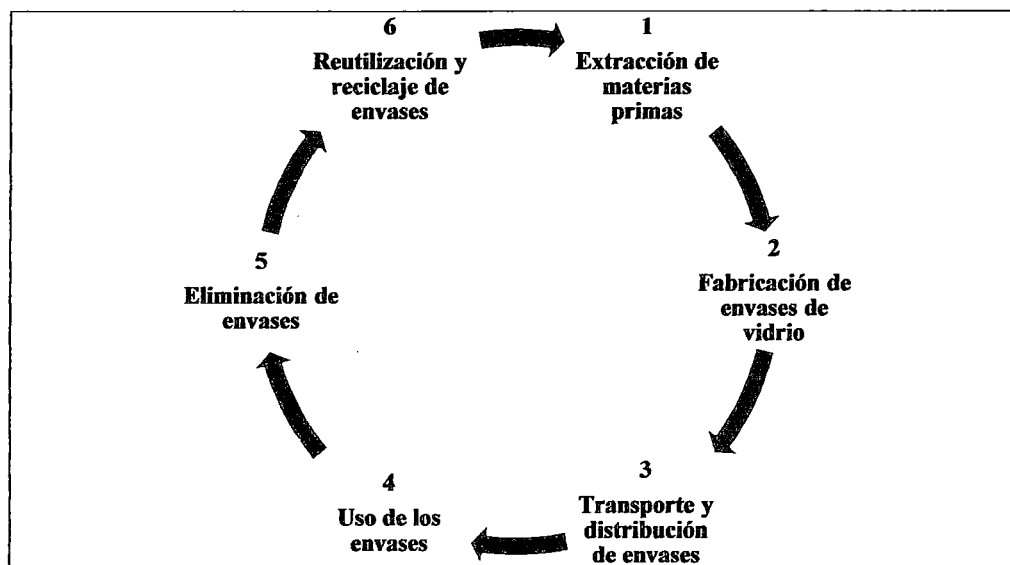 6
Reutilización y
reciclaje de
envases
1
Extracción de
materias
primas
2
Fabricación de
envases de
vidrio
3
Transporte y
distribución
de envases
4
Uso de los
envases
5
Eliminación de
envases